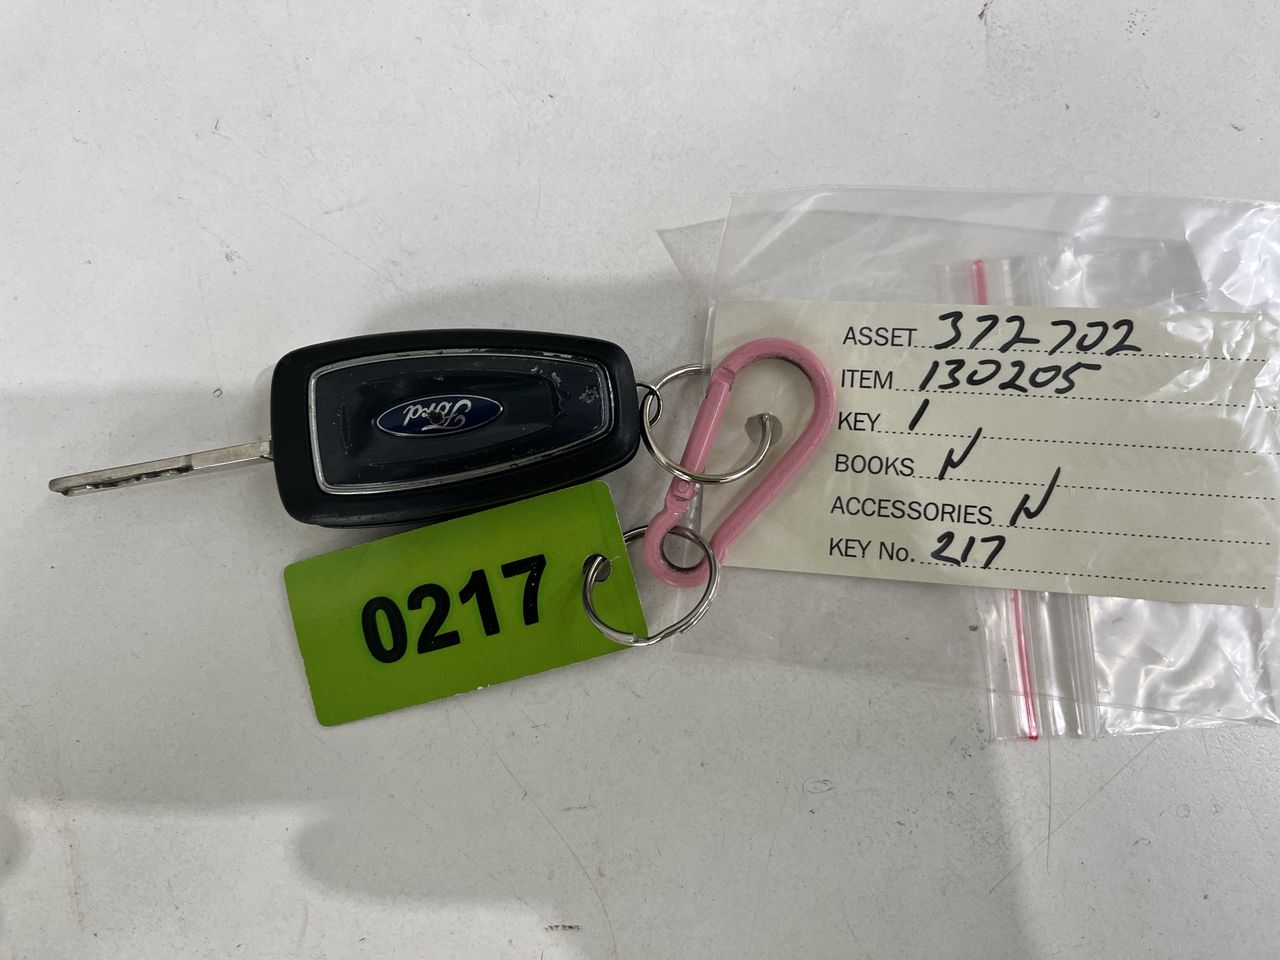 Ford
0217
ASSET 372702
ITEM 130205
KEY 1
BOOKS N
ACCESSORIES N
KEY No. 217